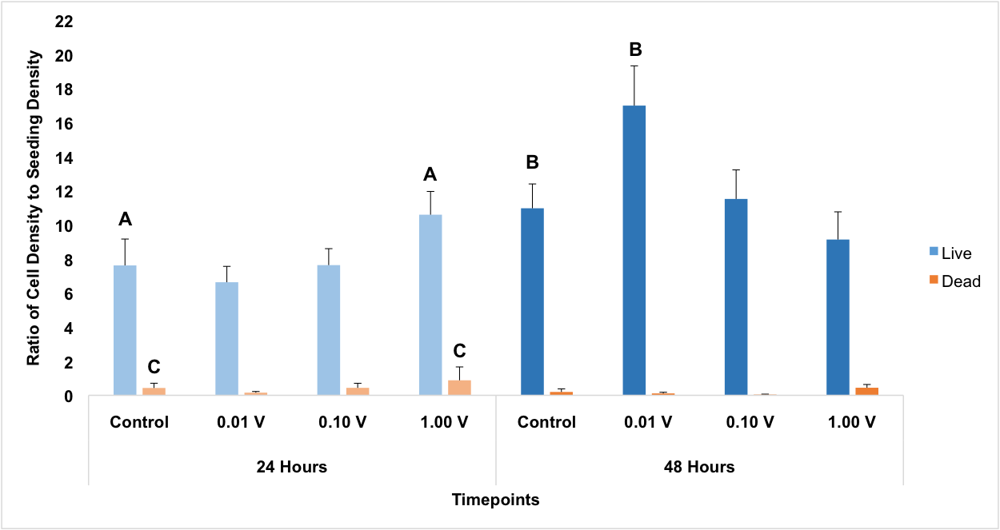 Ratio of Cell Density to Seeding Density
22
20
18
16
14
12
10
8
6
4
2
0
A
C
A
C
B
B
Control
0.01 V
0.10 V
1.00 V
Control
0.01 V
0.10 V
1.00 V
24 Hours
48 Hours
Timepoints
Live
Dead